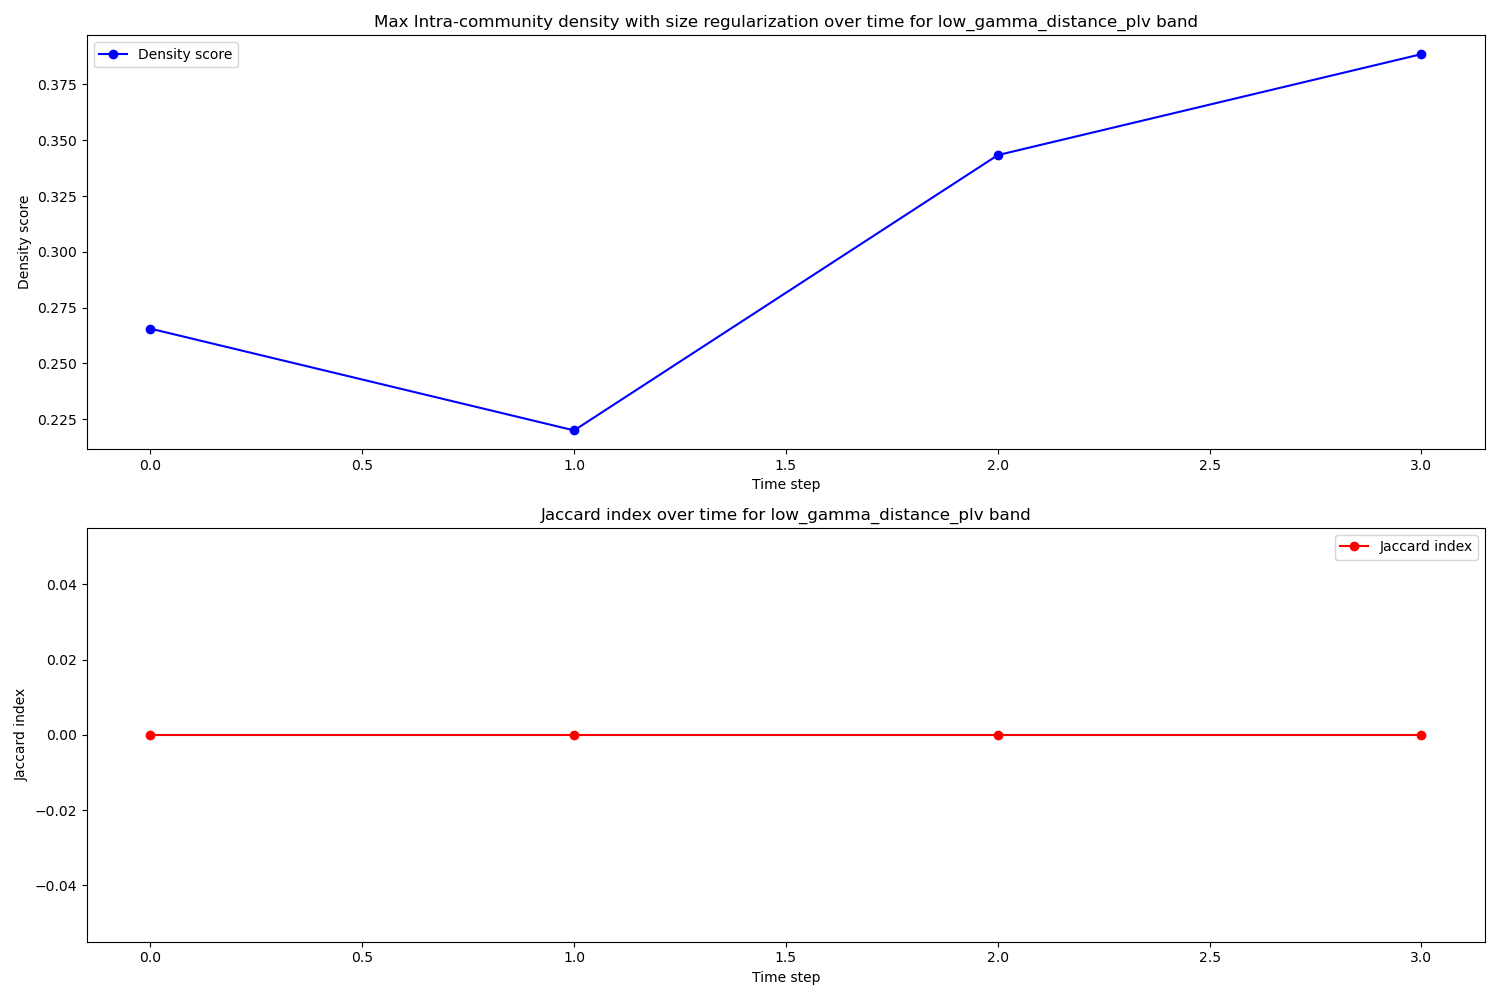 Max Intra-community density with size regularization over time for low_gamma_distance_plv band
Density score
0.375
0.350
0.325
0.300
0.275
0.250
0.225
Density score
0.0 0.5 1.0 1.5 2.0 2.5 3.0
Time step
Jaccard index over time for low_gamma_distance_plv band
Jaccard index
0.04
0.02
0.00
−0.02
−0.04
Jaccard index
0.0 0.5 1.0 1.5 2.0 2.5 3.0
Time step